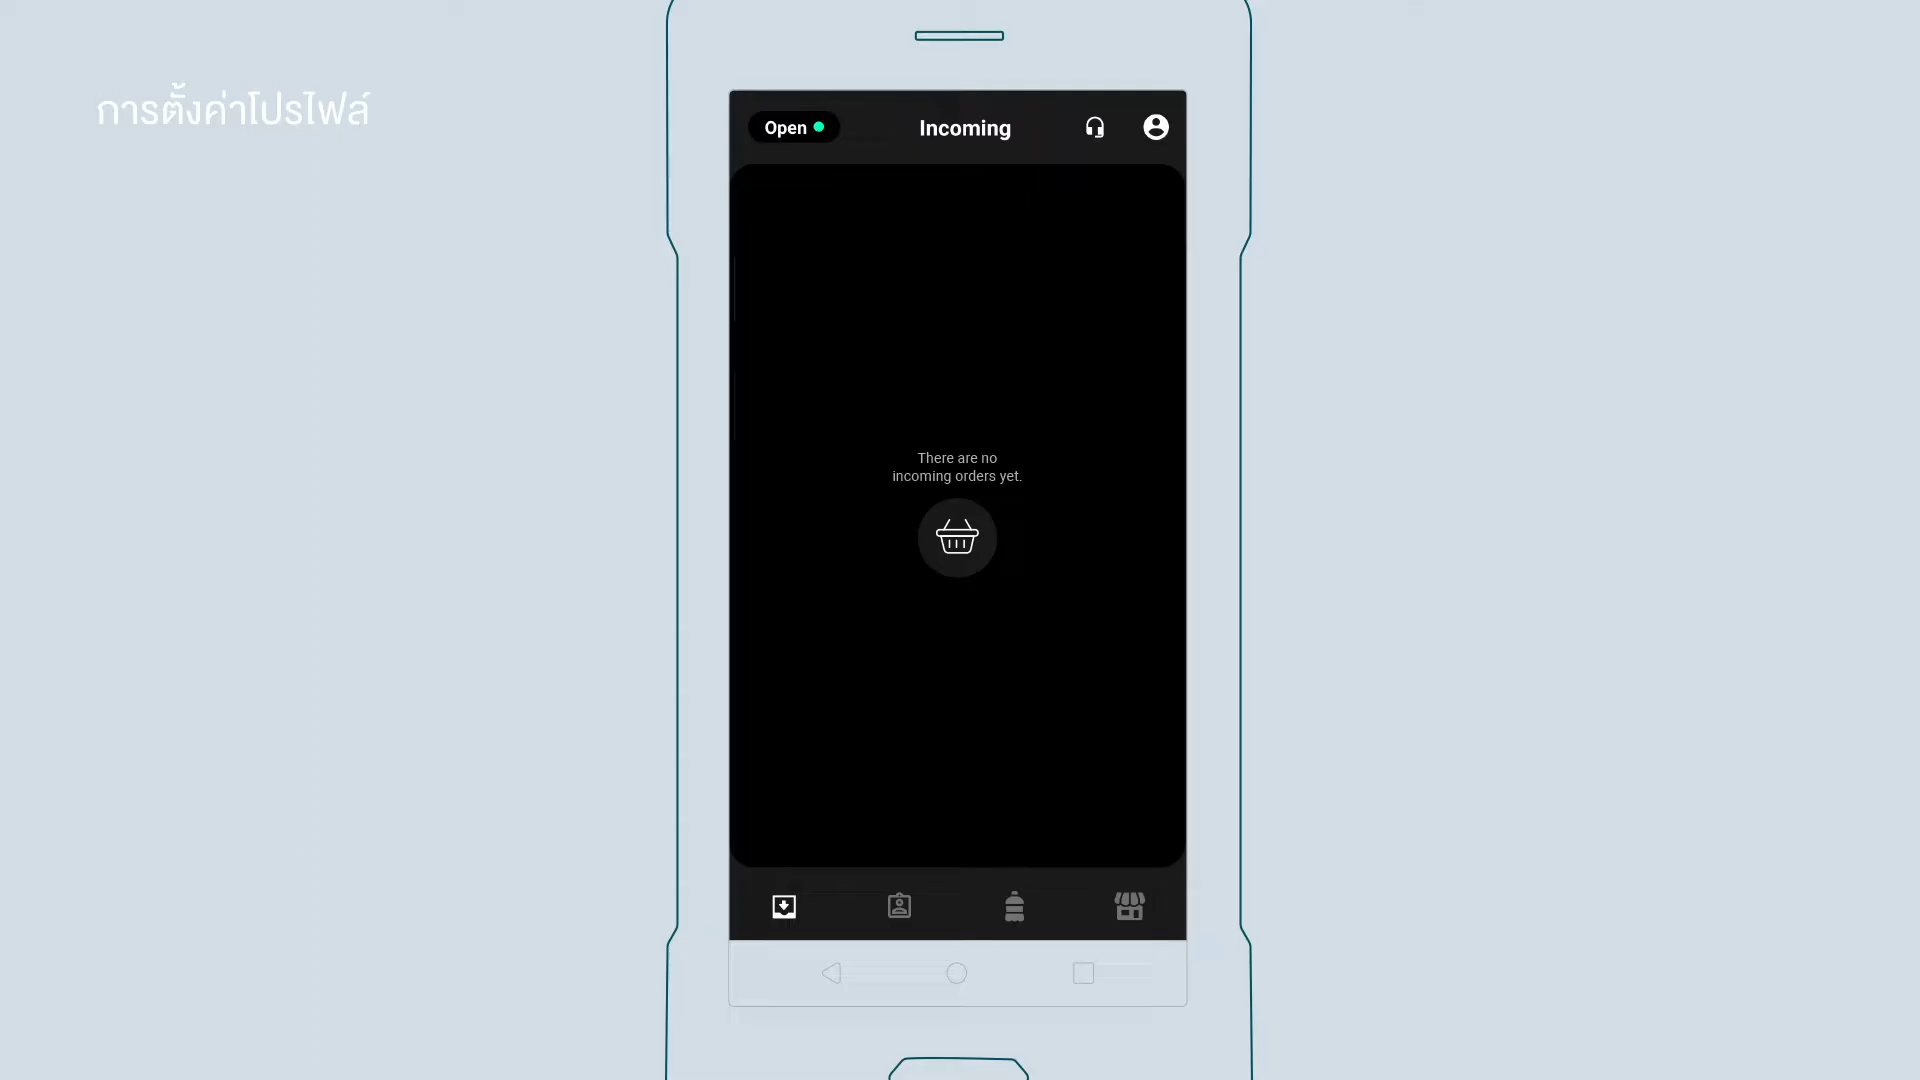 การตั้งค่าโปรไฟล์
Open
Incoming
There are no
incoming orders yet.